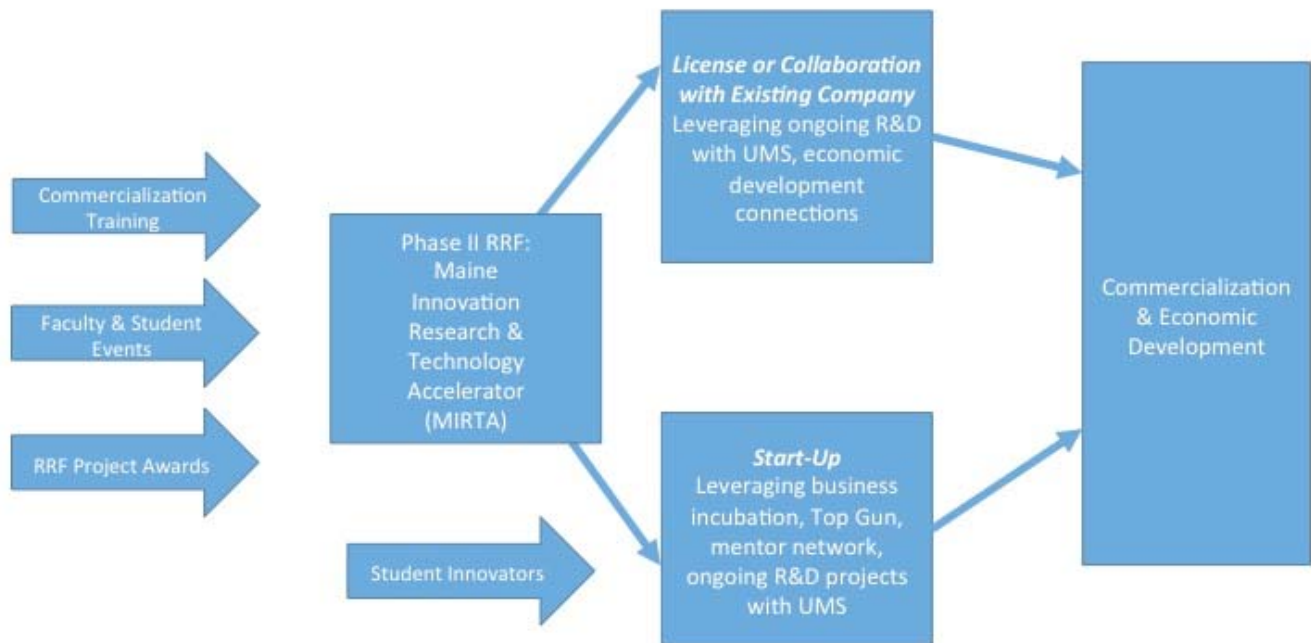 Commercialization
Training
Faculty & Student
Events
RRF Project Awards
Phase II RRF:
Maine
Innovation
Research &
Technology
Accelerator
(MIRTA)
License or Collaboration
with Existing Company
Leveraging ongoing R&D
with UMS, economic
development
connections
Student Innovators
Start-Up
Leveraging business
incubation, Top Gun,
mentor network,
ongoing R&D projects
with UMS
Commercialization
& Economic
Development